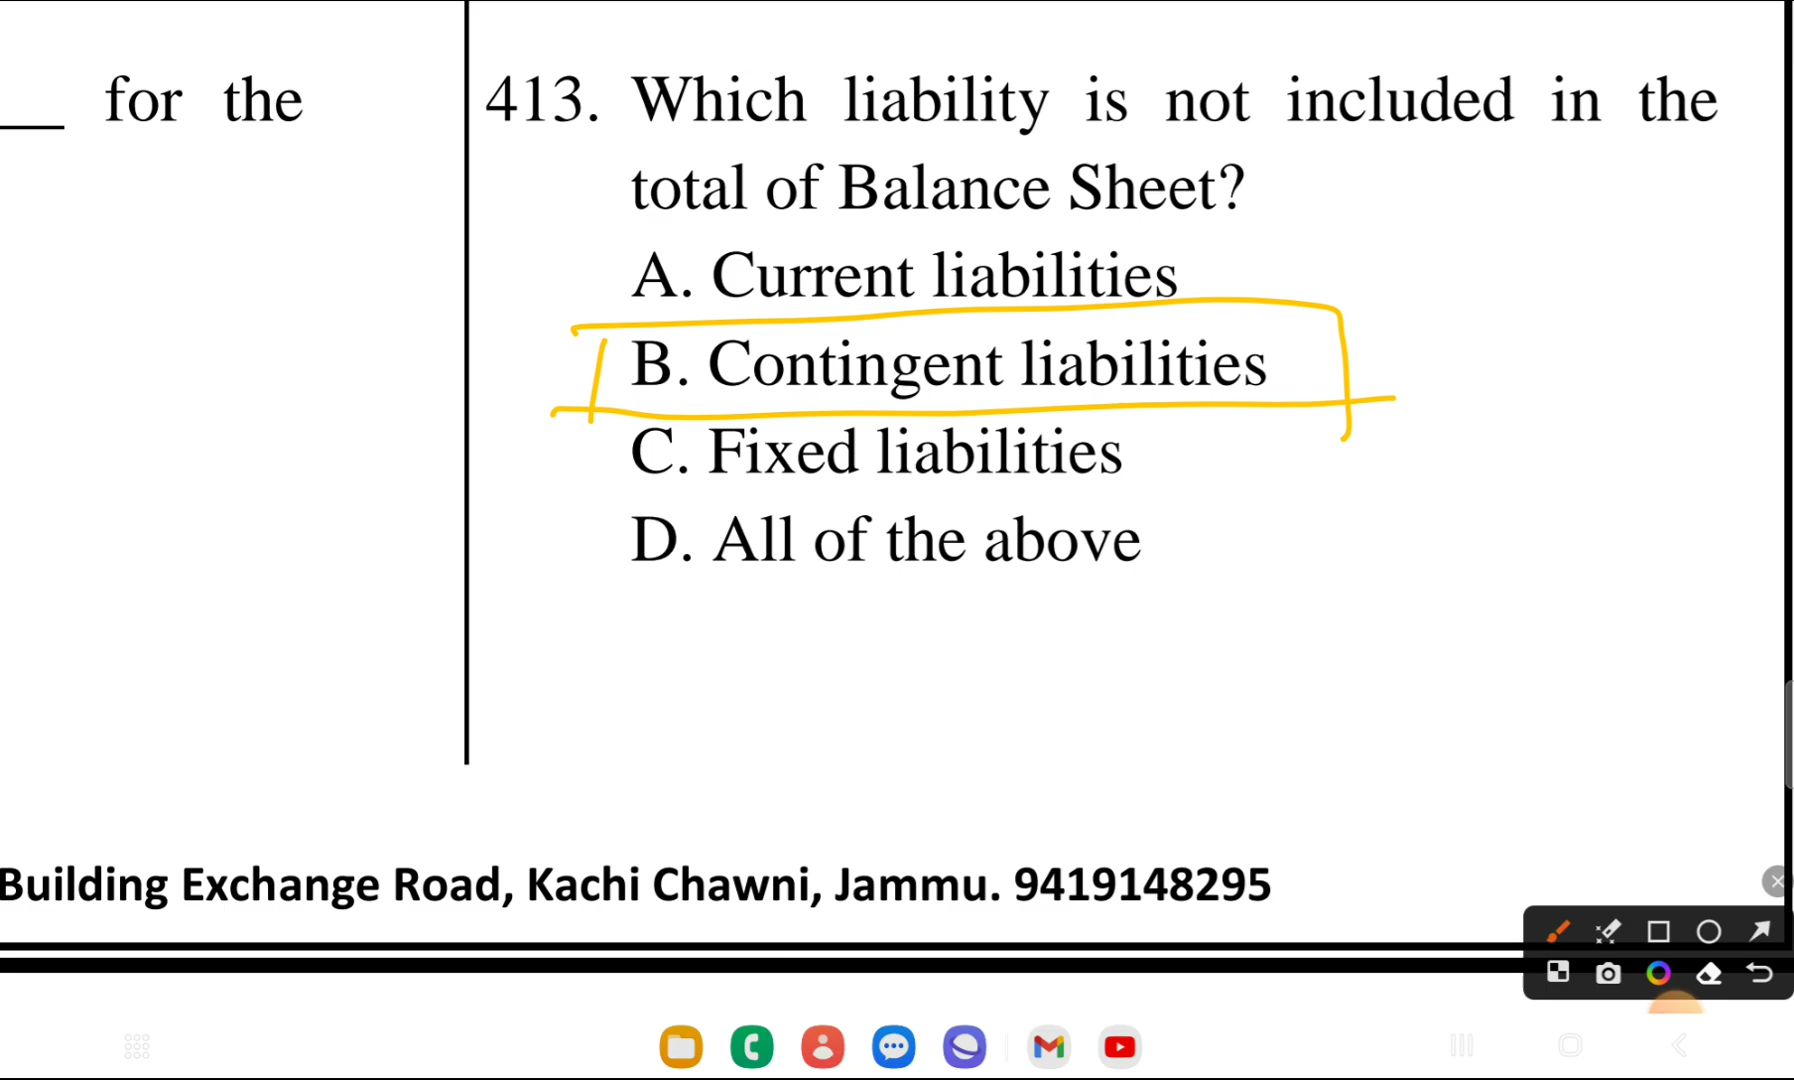 ____ for the
413. Which liability is not included in the
total of Balance Sheet?
A. Current liabilities
B. Contingent liabilities
C. Fixed liabilities
D. All of the above
Building Exchange Road, Kachi Chawni, Jammu. 9419148295